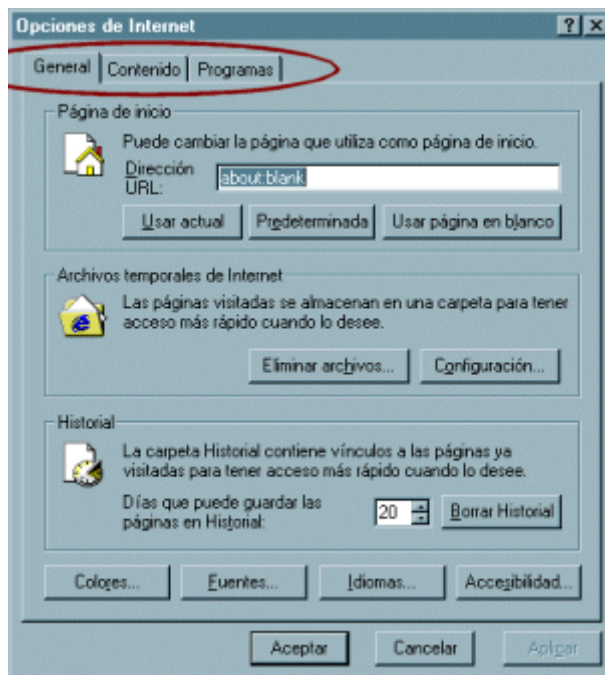 Opciones de Internet
General Contenido Programas
Página de inicio
Puede cambiar la página que utiliza como página de inicio.
Dirección
URL:
about:blank
Usar actual Predeterminada Usar página en blanco
Archivos temporales de Internet
Las páginas visitadas se almacenan en una carpeta para tener
acceso más rápido cuando lo desee.
Eliminar archivos... Configuración...
Historial
La carpeta Historial contiene vínculos a las páginas ya
visitadas para tener acceso más rápido cuando lo desee.
Días que puede guardar las
páginas en Historial:
20 Borrar Historial
Colores... Fuentes... Idiomas... Accesibilidad...
Aceptar Cancelar Aplicar